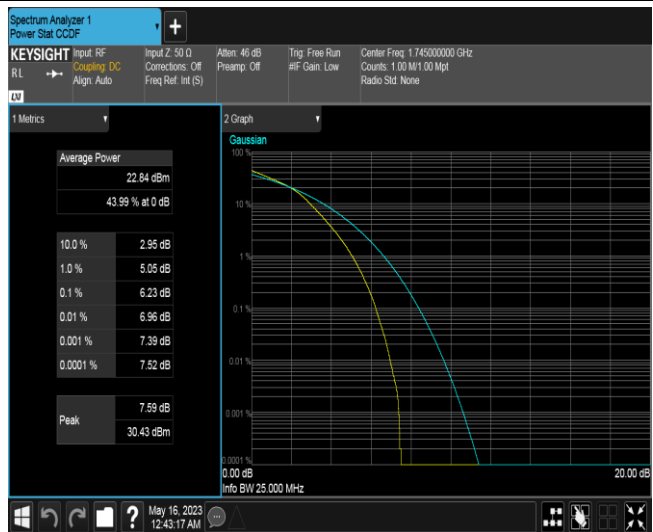 Spectrum Analyzer 1
Power Stat CCDF
+
KEYSIGHT
RL
LXI
Input: RF
Coupling: DC
Align: Auto
Input Z: 50 Ω
Corrections: Off
Freq Ref: Int (S)
Atten: 46 dB
Preamp: Off
Trig: Free Run
#IF Gain: Low
Center Freq: 1.745000000 GHz
Counts: 1.00 M/1.00 Mpt
Radio Std: None
1 Metrics
Average Power
22.84 dBm
43.99 % at 0 dB
10.0 % 2.95 dB
1.0 % 5.05 dB
0.1 % 6.23 dB
0.01 % 6.96 dB
0.001 % 7.39 dB
0.0001 % 7.52 dB
Peak 7.59 dB
30.43 dBm
2 Graph
Gaussian
100 %
10 %
1 %
0.1 %
0.01 %
0.001 %
0.0001 %
0.00 dB 20.00 dB
Info BW 25.000 MHz
?
May 16, 2023
12:43:17 AM